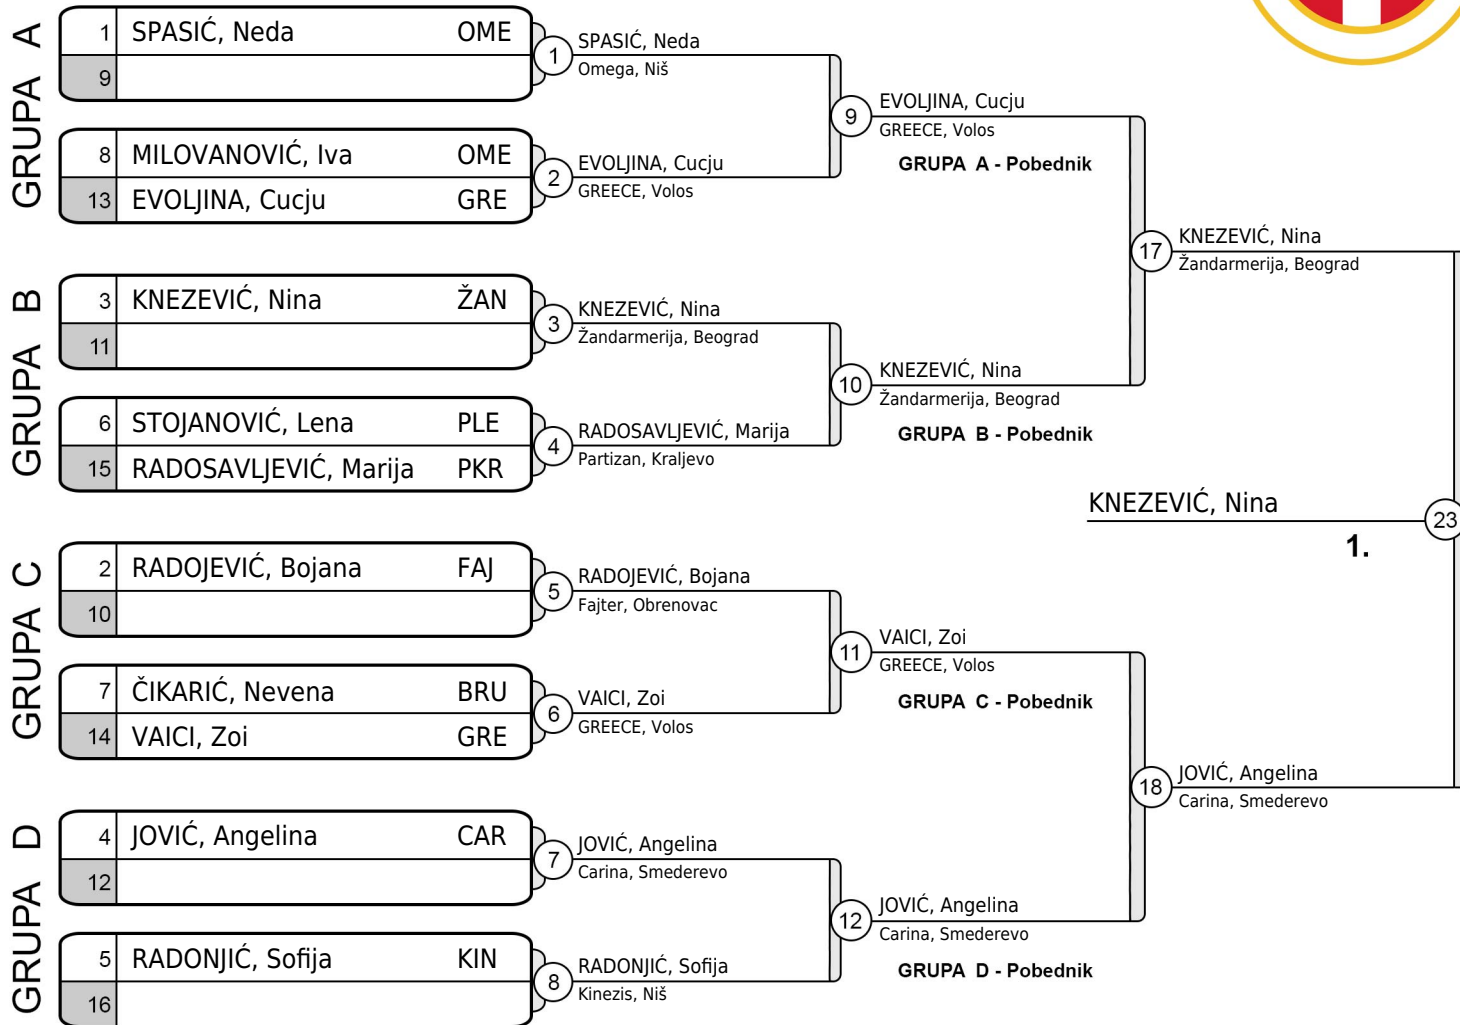 GRUPA A
1 SPASIĆ, Neda OME
9
1
SPASIĆ, Neda
Omega, Niš
8 MILOVANOVIĆ, Iva OME
13 EVOLJINA, Cucju GRE
2
EVOLJINA, Cucju
GREECE, Volos
9
EVOLJINA, Cucju
GREECE, Volos
GRUPA A - Pobednik
GRUPA B
3 KNEZEVIĆ, Nina ŽAN
11
3
KNEZEVIĆ, Nina
Žandarmerija, Beograd
6 STOJANOVIĆ, Lena PLE
15 RADOSAVLJEVIĆ, Marija PKR
4
RADOSAVLJEVIĆ, Marija
Partizan, Kraljevo
10
KNEZEVIĆ, Nina
Žandarmerija, Beograd
GRUPA B - Pobednik
17
KNEZEVIĆ, Nina
Žandarmerija, Beograd
KNEZEVIĆ, Nina
23
1.
GRUPA C
2 RADOJEVIĆ, Bojana FAJ
10
5
RADOJEVIĆ, Bojana
Fajter, Obrenovac
7 ČIKARIĆ, Nevena BRU
14 VAICI, Zoi GRE
6
VAICI, Zoi
GREECE, Volos
11
VAICI, Zoi
GREECE, Volos
GRUPA C - Pobednik
GRUPA D
4 JOVIĆ, Angelina CAR
12
7
JOVIĆ, Angelina
Carina, Smederevo
5 RADONJIĆ, Sofija KIN
16
8
RADONJIĆ, Sofija
Kinezis, Niš
12
JOVIĆ, Angelina
Carina, Smederevo
GRUPA D - Pobednik
18
JOVIĆ, Angelina
Carina, Smederevo